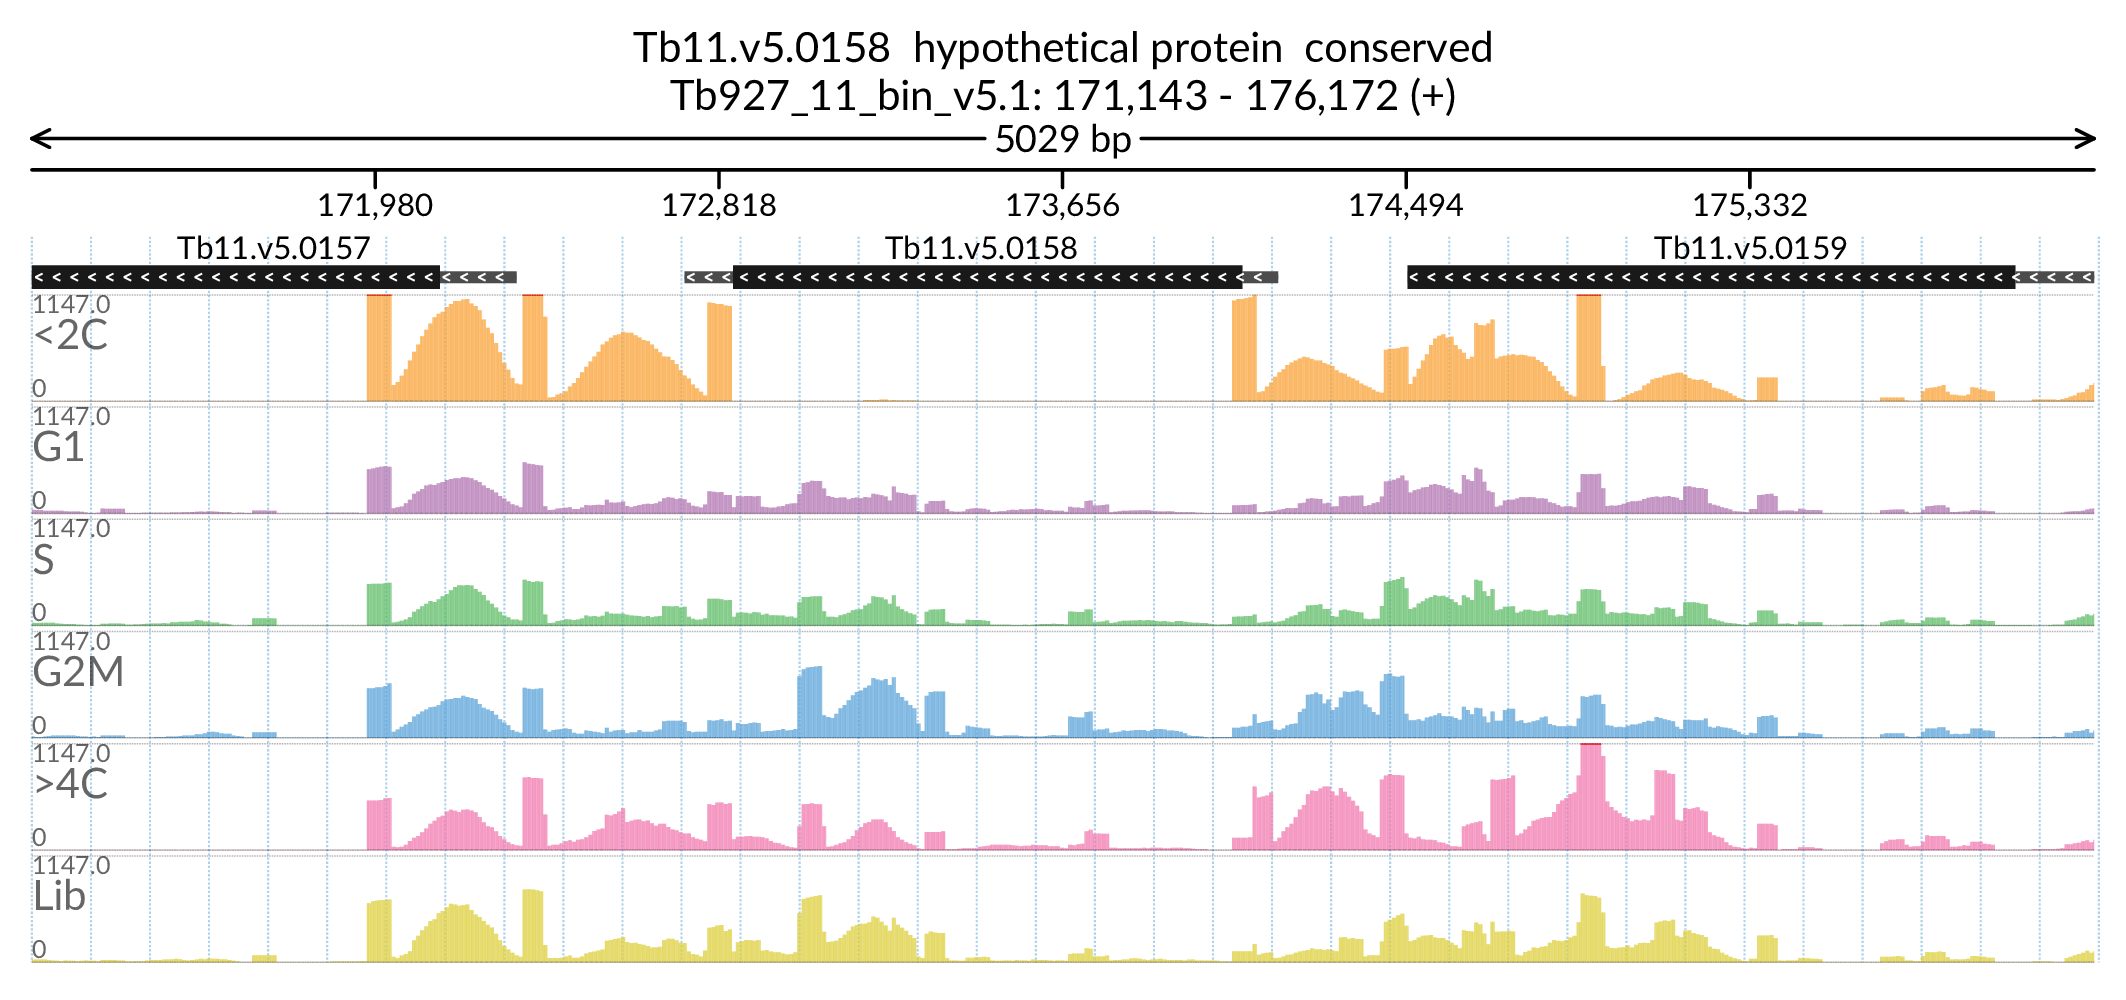 Tb11.v5.0158  hypothetical protein  conserved
Tb927_11_bin_v5.1: 171,143 - 176,172 (+)
5029 bp
171,980 172,818 173,656 174,494 175,332
Tb11.v5.0157 Tb11.v5.0158 Tb11.v5.0159
1147.0
<2C
0
1147.0
G1
0
1147.0
S
0
1147.0
G2M
0
1147.0
>4C
0
1147.0
Lib
0